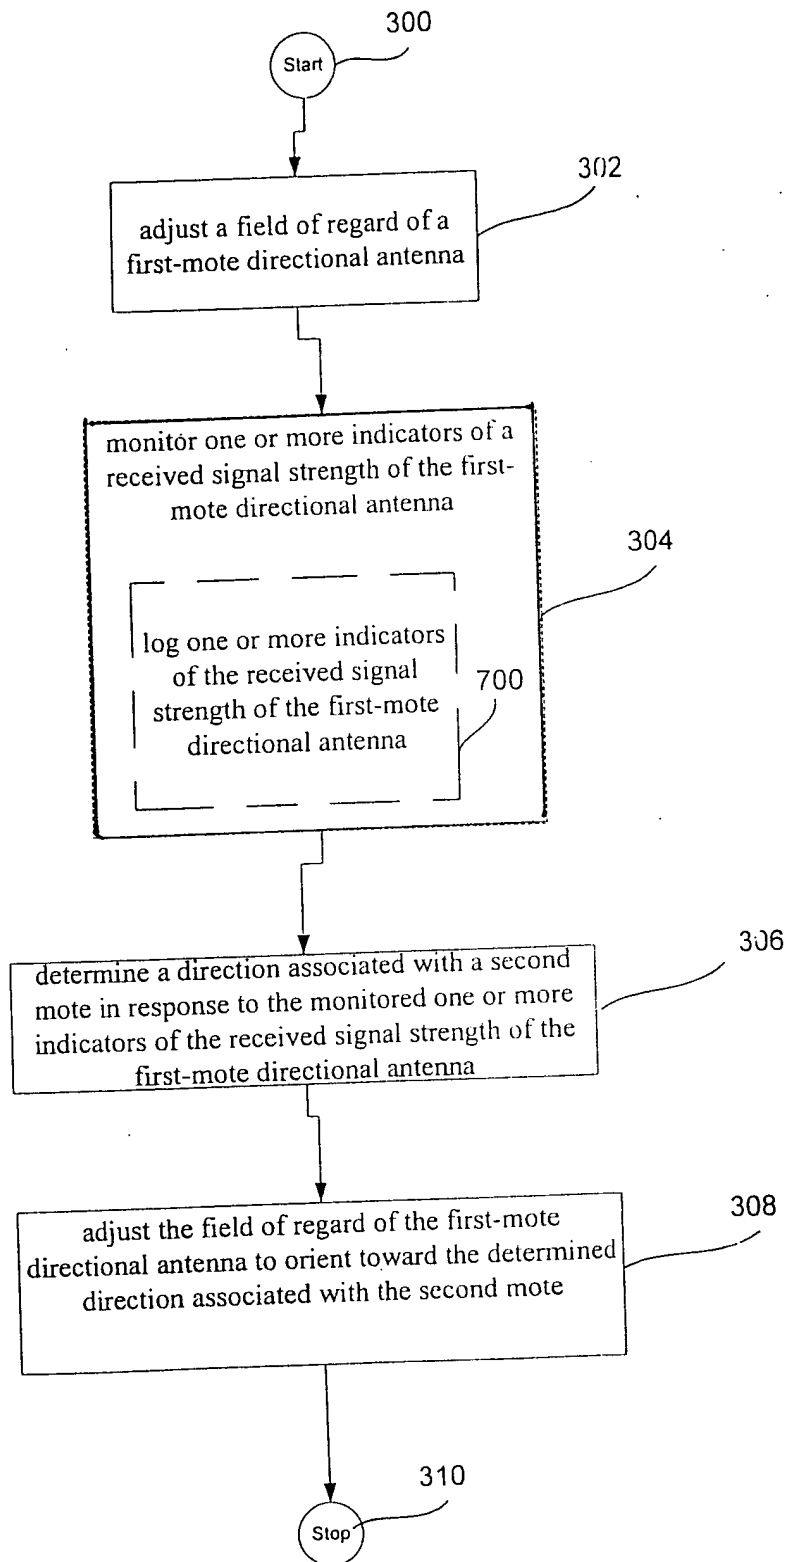 300
Start
302
adjust a field of regard of a
first-mote directional antenna
monitor one or more indicators of a
received signal strength of the first-
mote directional antenna
304
log one or more indicators
of the received signal
strength of the first-mote
directional antenna
700
306
determine a direction associated with a second
mote in response to the monitored one or more
indicators of the received signal strength of the
first-mote directional antenna
308
adjust the field of regard of the first-mote
directional antenna to orient toward the determined
direction associated with the second mote
310
Stop